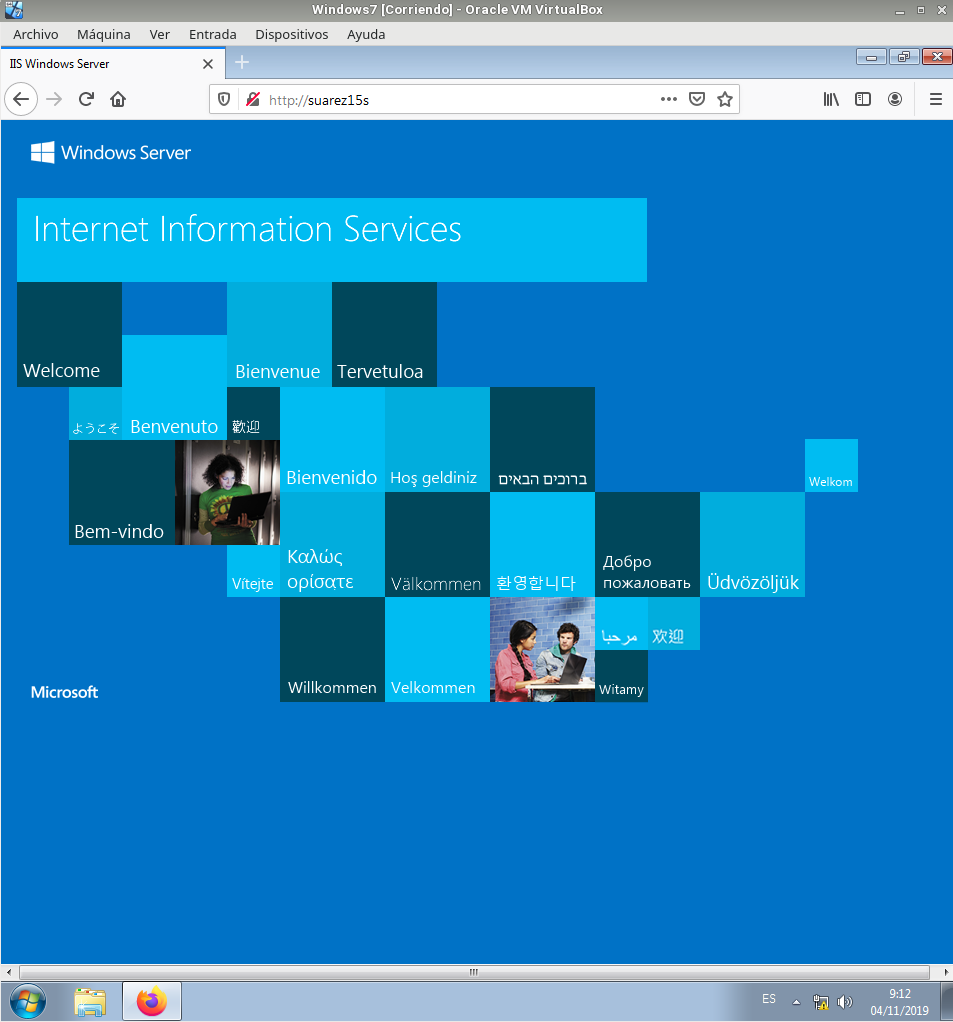 Windows7 [Corriendo] - Oracle VM VirtualBox
Archivo Máquina Ver Entrada Dispositivos Ayuda
IIS Windows Server
http://suarez15s
Windows Server
Internet Information Services
Welcome
Bienvenue
Tervetuloa
ようこそ
Benvenuto
歡迎
Bienvenido
Hoş geldiniz
ברוכים הבאים
Welkom
Bem-vindo
Vítejte
Καλώς
ορίσατε
Välkommen
환영합니다
Добро
пожаловать
Üdvözöljük
مرحبا
欢迎
Microsoft
Willkommen
Velkommen
Witamy
ES
9:12
04/11/2019